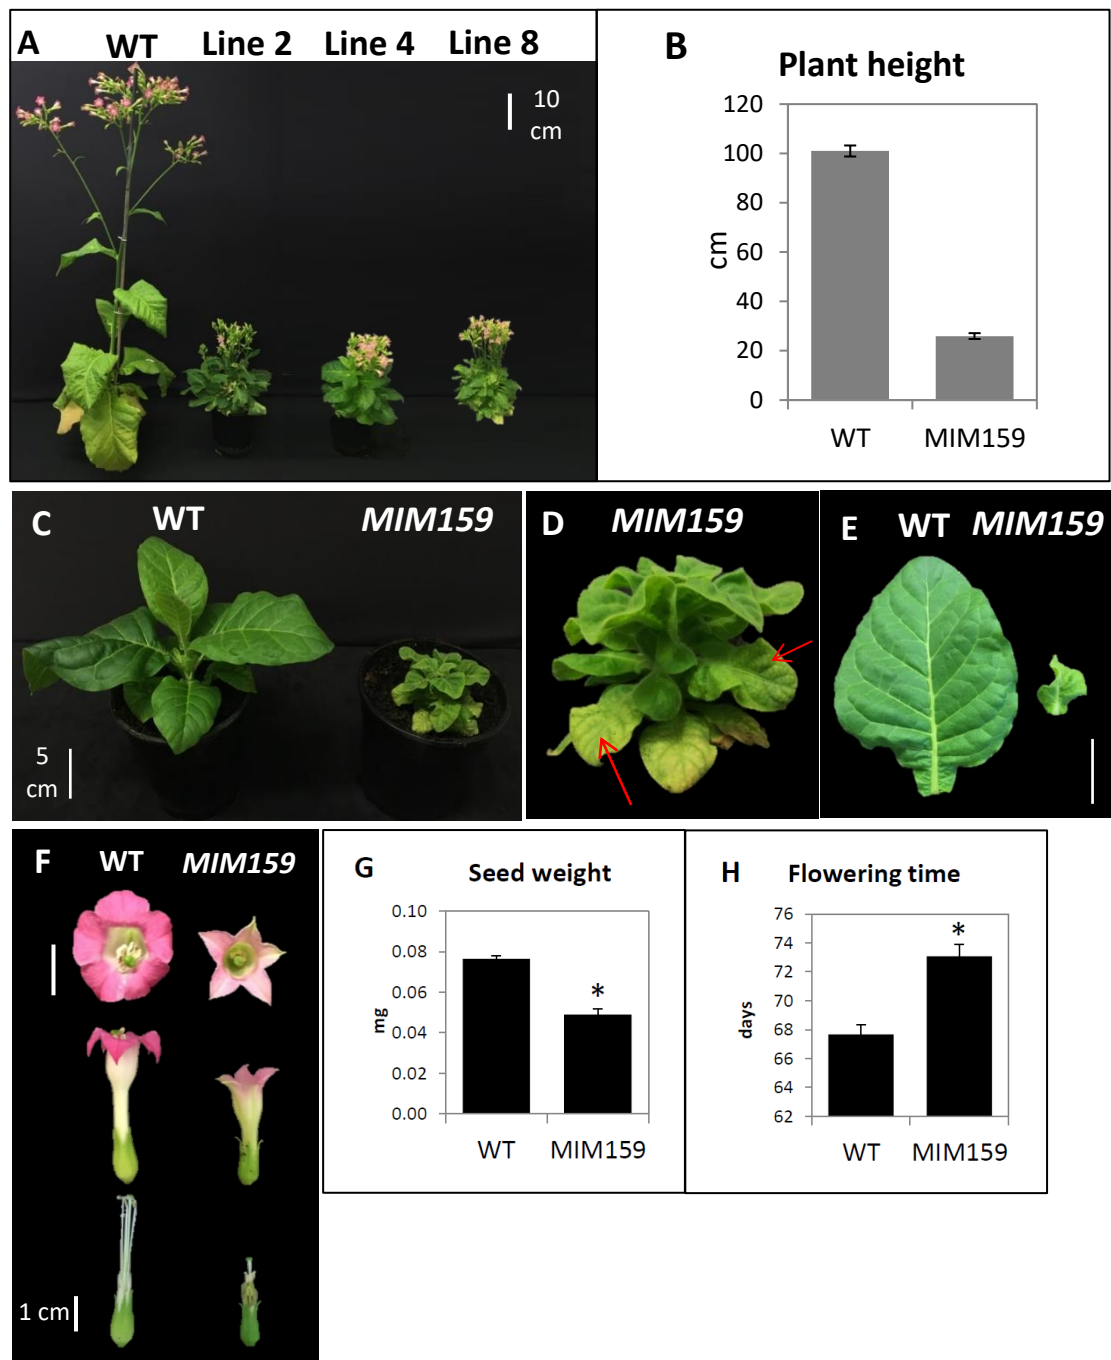 A WT Line 2 Line 4 Line 8
10
cm
B
Plant height
120
100
80
60
40
20
0
cm
WT MIM159
C WT MIM159
5
cm
D MIM159
E WT MIM159
F WT MIM159
1 cm
G
Seed weight
0.10
0.08
0.06
0.04
0.02
0.00
mg
*
WT MIM159
H Flowering time
76
74
72
70
68
66
64
62
days
*
WT MIM159